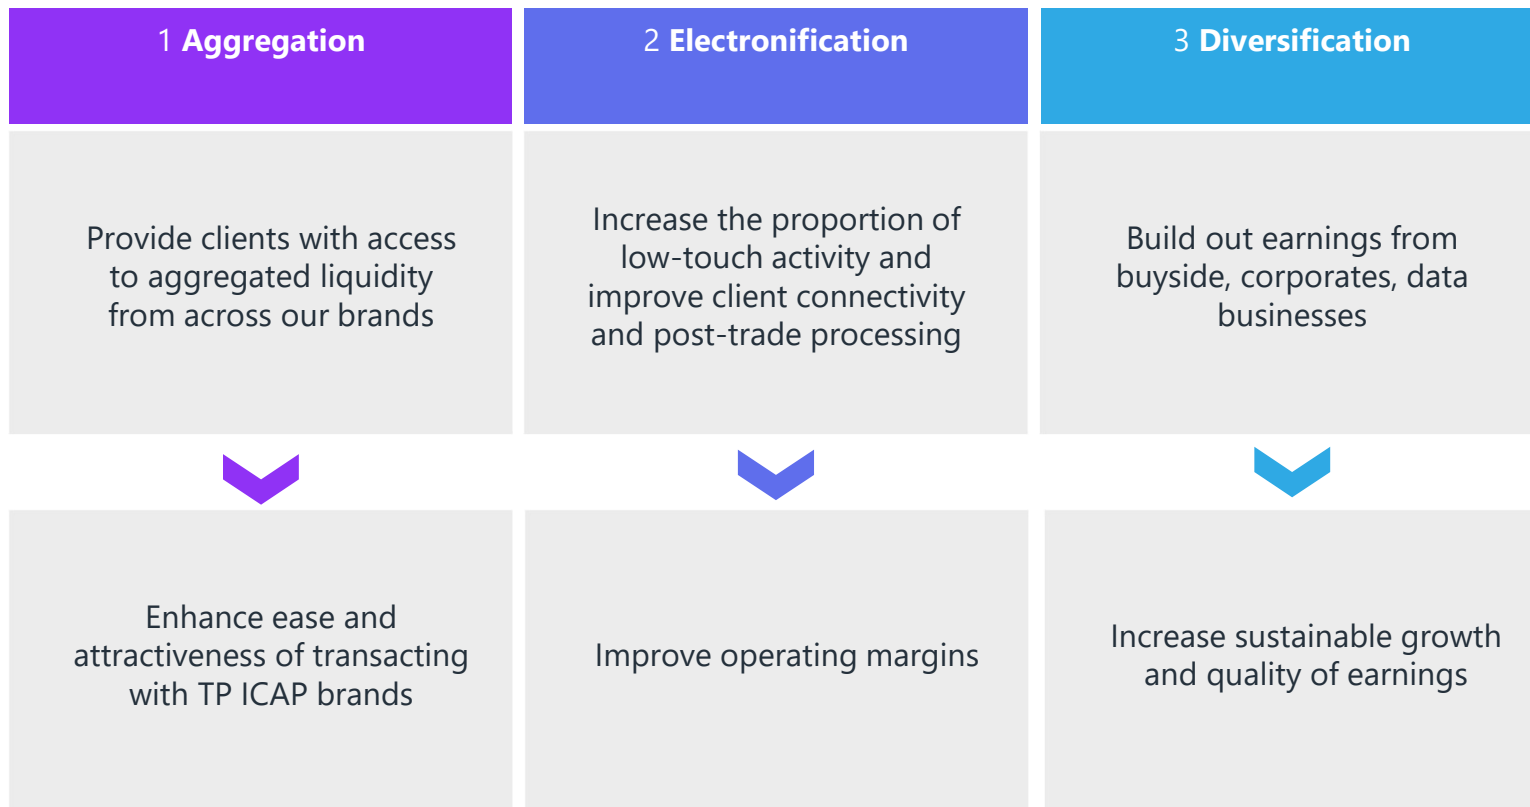 1 Aggregation
2 Electronification
3 Diversification
Provide clients with access
to aggregated liquidity
from across our brands
Increase the proportion of
low-touch activity and
improve client connectivity
and post-trade processing
Build out earnings from
buyside, corporates, data
businesses
Enhance ease and
attractiveness of transacting
with TP ICAP brands
Improve operating margins
Increase sustainable growth
and quality of earnings